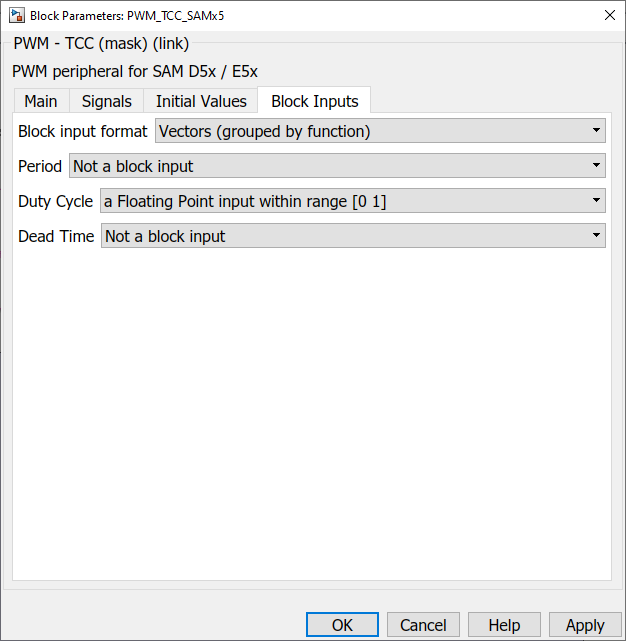 Block Parameters: PWM_TCC_SAMx5
PWM - TCC (mask) (link)
PWM peripheral for SAM D5x / E5x
Main Signals Initial Values Block Inputs
Block input format Vectors (grouped by function)
Period Not a block input
Duty Cycle a Floating Point input within range [0 1]
Dead Time Not a block input
OK Cancel Help Apply